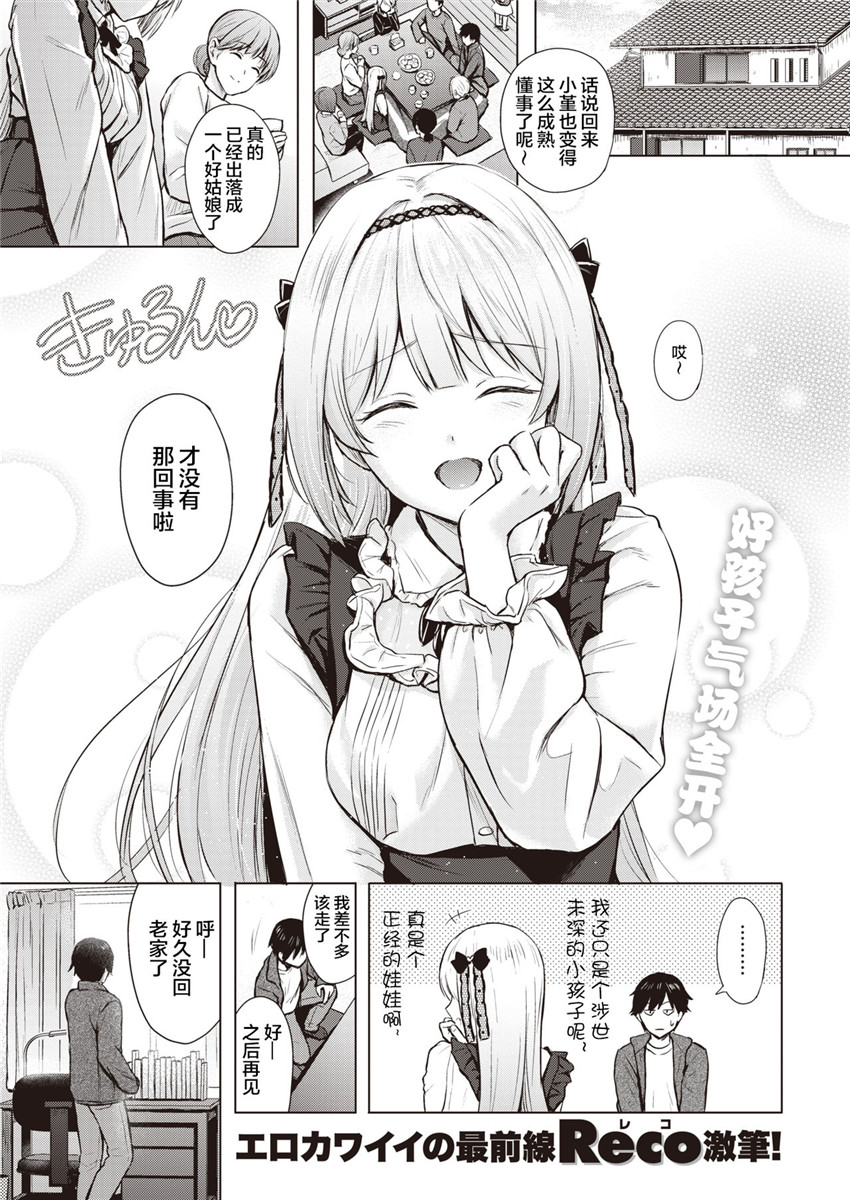 话说回来
小堇也变得
这么成熟
懂事了呢~
真的
已经出落成
一个好姑娘
了
哎~
きゅるん♡
才没有
那回事啦
好孩子气场全开♥
………
我还只是个涉世
未深的小孩子呢~
真是个
正经的娃娃啊~
我差不多
该走了
好—
之后再见
呼—
好久没回
老家了
レコ
エロカワイイの最前線Reco激筆!